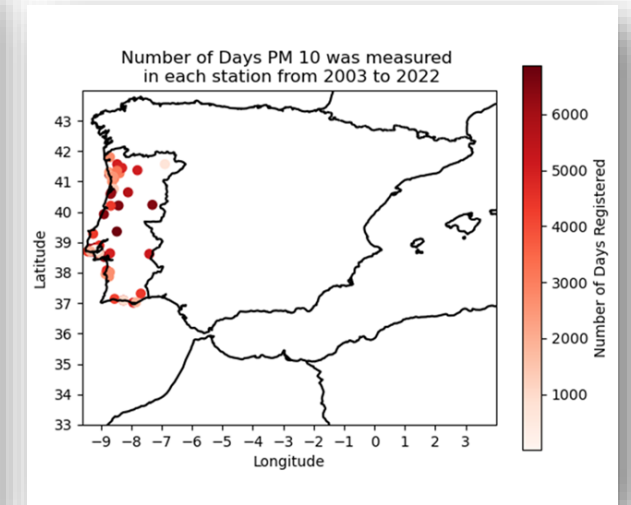 Number of Days PM 10 was measured
in each station from 2003 to 2022
43
42
41
40
39
38
37
36
35
34
33
Latitude
−9 −8 −7 −6 −5 −4 −3 −2 −1 0 1 2 3
Longitude
6000
5000
4000
3000
2000
1000
Number of Days Registered